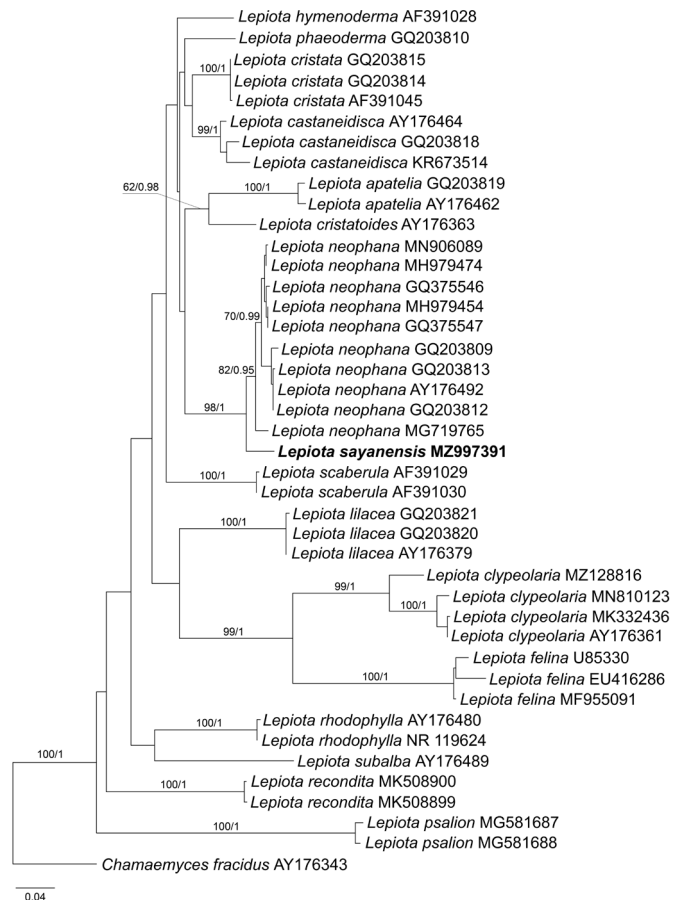 Lepiota hymenoderma AF391028
Lepiota phaeoderma GQ203810
Lepiota cristata GQ203815
100/1
Lepiota cristata GQ203814
Lepiota cristata AF391045
Lepiota castaneidisca AY176464
99/1
Lepiota castaneidisca GQ203818
Lepiota castaneidisca KR673514
Lepiota apatelia GQ203819
62/0.98
100/1
Lepiota apatelia AY176462
Lepiota cristatoides AY176363
Lepiota neophana MN906089
Lepiota neophana MH979474
Lepiota neophana GQ375546
Lepiota neophana MH979454
70/0.99
Lepiota neophana GQ375547
Lepiota neophana GQ203809
82/0.95
Lepiota neophana GQ203813
Lepiota neophana AY176492
Lepiota neophana GQ203812
98/1
Lepiota neophana MG719765
Lepiota sayanensis MZ997391
Lepiota scaberula AF391029
100/1
Lepiota scaberula AF391030
Lepiota lilacea GQ203821
100/1
Lepiota lilacea GQ203820
Lepiota lilacea AY176379
Lepiota clypeolaria MZ128816
99/1
Lepiota clypeolaria MN810123
100/1
Lepiota clypeolaria MK332436
99/1
Lepiota clypeolaria AY176361
Lepiota felina U85330
100/1
Lepiota felina EU416286
Lepiota felina MF955091
Lepiota rhodophylla AY176480
100/1
Lepiota rhodophylla NR 119624
100/1
Lepiota subalba AY176489
Lepiota recondita MK508900
100/1
Lepiota recondita MK508899
Lepiota psalion MG581687
100/1
Lepiota psalion MG581688
Chamaemyces fracidus AY176343
0.04